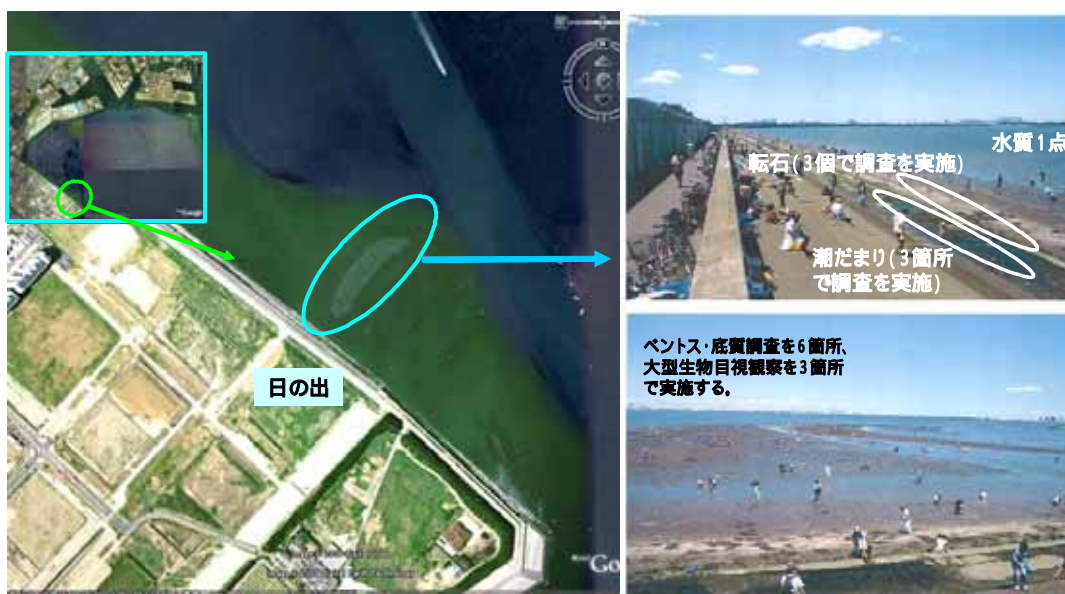 日の出
Goo
水質1点
転石(3個で調査を実施)
潮だまり(3箇所
で調査を実施)
ベントス・底質調査を6箇所、
大型生物目視観察を3箇所
で実施する。